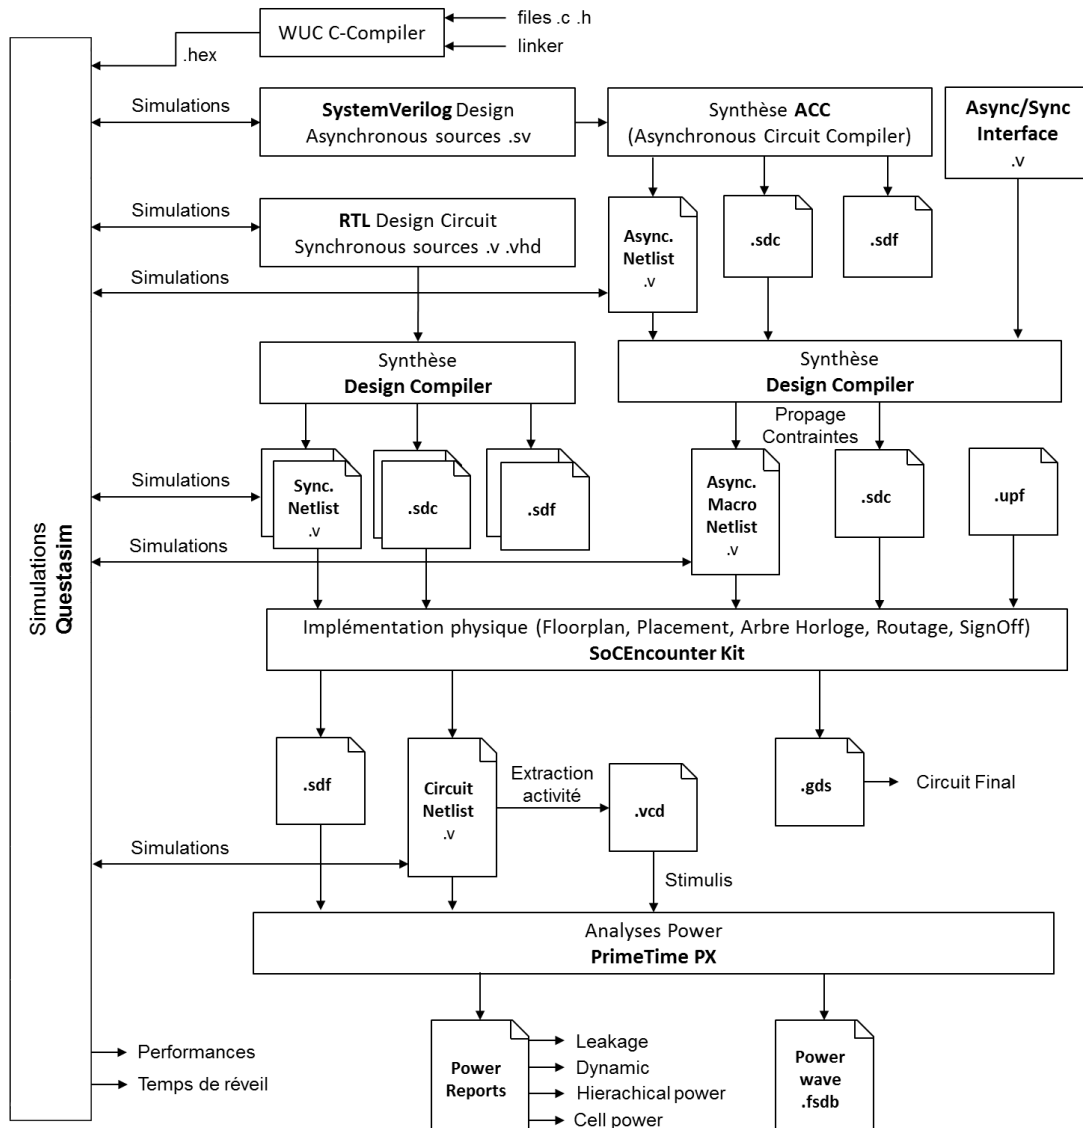 files .c .h
WUC C-Compiler
linker
.hex
Simulations
SystemVerilog Design
Asynchronous sources .sv
Synthèse ACC
(Asynchronous Circuit Compiler)
Async/Sync
Interface
.v
Simulations
RTL Design Circuit
Synchronous sources .v .vhd
Async.
Netlist
.v
.sdc
.sdf
Simulations
Synthèse
Design Compiler
Synthèse
Design Compiler
Propage
Contraintes
Simulations
Sync.
Netlist
.v
.sdc
.sdf
Async.
Macro
Netlist
.v
.sdc
.upf
Simulations
Simulations
Questasim
Implémentation physique (Floorplan, Placement, Arbre Horloge, Routage, SignOff)
SoCEncounter Kit
.sdf
Circuit
Netlist
.v
Extraction
activité
.vcd
.gds
Circuit Final
Simulations
Stimulis
Analyses Power
PrimeTime PX
Performances
Temps de réveil
Power
Reports
Leakage
Dynamic
Hierachical power
Cell power
Power
wave
.fsdb